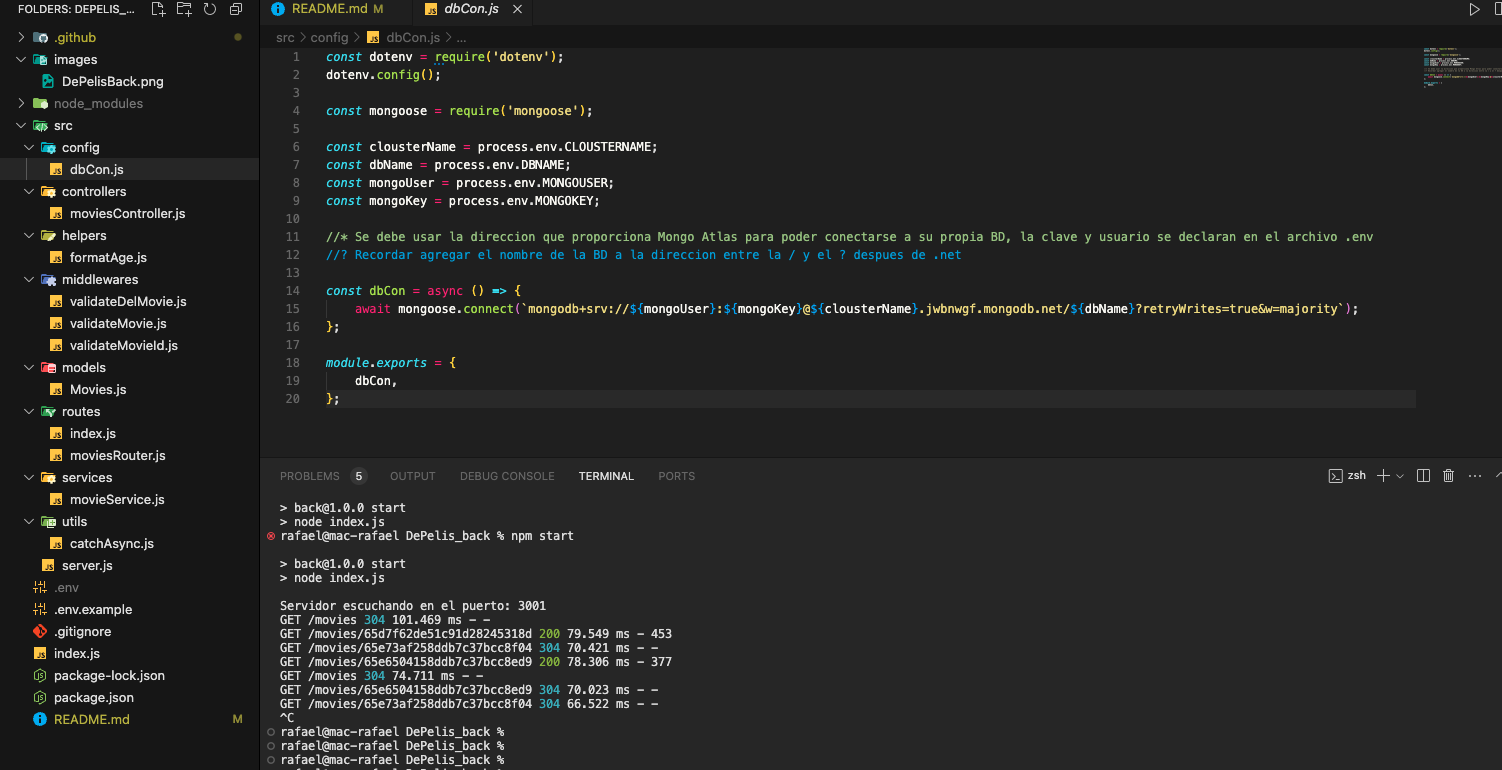 FOLDERS: DEPELIS_...
.github
images
DePelisBack.png
node_modules
src
config
dbCon.js
controllers
moviesController.js
helpers
formatAge.js
middlewares
validateDelMovie.js
validateMovie.js
validateMovieId.js
models
Movies.js
routes
index.js
moviesRouter.js
services
movieService.js
utils
catchAsync.js
server.js
.env
.env.example
.gitignore
index.js
package-lock.json
package.json
README.md M
README.md M
dbCon.js
src > config > dbCon.js > ...
1 const dotenv = require('dotenv');
2 dotenv.config();
3
4 const mongoose = require('mongoose');
5
6 const clousterName = process.env.CLOUSTERNAME;
7 const dbName = process.env.DBNAME;
8 const mongoUser = process.env.MONGOUSER;
9 const mongoKey = process.env.MONGOKEY;
10
11 //* Se debe usar la direccion que proporciona Mongo Atlas para poder conectarse a su propia BD, la clave y usuario se declaran en el archivo .env
12 //? Recordar agregar el nombre de la BD a la direccion entre la / y el ? despues de .net
13
14 const dbCon = async () => {
15 await mongoose.connect(`mongodb+srv://${mongoUser}:${mongoKey}@${clousterName}.jwbnwgf.mongodb.net/${dbName}?retryWrites=true&w=majority`);
16 };
17
18 module.exports = {
19 dbCon,
20 };
PROBLEMS 5 OUTPUT DEBUG CONSOLE TERMINAL PORTS
zsh
> back@1.0.0 start
> node index.js
rafael@mac-rafael DePelis_back % npm start
> back@1.0.0 start
> node index.js
Servidor escuchando en el puerto: 3001
GET /movies 304 101.469 ms - -
GET /movies/65d7f62de51c91d28245318d 200 79.549 ms - 453
GET /movies/65e73af258ddb7c37bcc8f04 304 70.421 ms - -
GET /movies/65e6504158ddb7c37bcc8ed9 200 78.306 ms - 377
GET /movies 304 74.711 ms - -
GET /movies/65e6504158ddb7c37bcc8ed9 304 70.023 ms - -
GET /movies/65e73af258ddb7c37bcc8f04 304 66.522 ms - -
^C
rafael@mac-rafael DePelis_back %
rafael@mac-rafael DePelis_back %
rafael@mac-rafael DePelis_back %